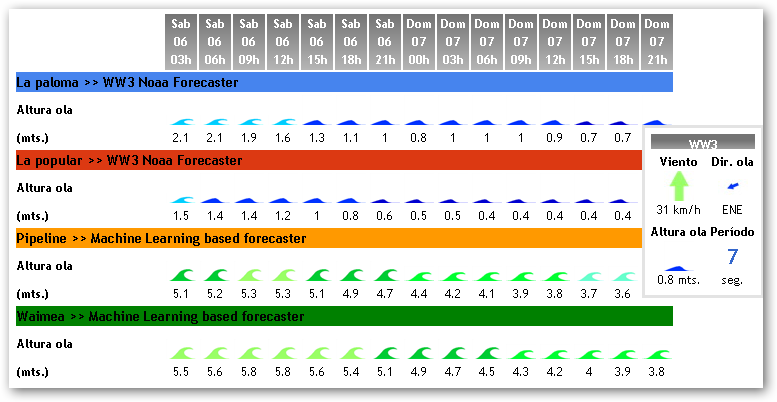 Sab Sab Sab Sab Sab Sab Sab Dom Dom Dom Dom Dom Dom Dom Dom
06 06 06 06 06 06 06 07 07 07 07 07 07 07 07
03h 06h 09h 12h 15h 18h 21h 00h 03h 06h 09h 12h 15h 18h 21h
La paloma >> WW3 Noaa Forecaster
Altura ola
(mts.) 2.1 2.1 1.9 1.6 1.3 1.1 1 0.8 1 1 1 0.9 0.7 0.7
La popular >> WW3 Noaa Forecaster
Altura ola
(mts.) 1.5 1.4 1.4 1.2 1 0.8 0.6 0.5 0.5 0.4 0.4 0.4 0.4 0.4
Pipeline >> Machine Learning based forecaster
Altura ola
(mts.) 5.1 5.2 5.3 5.3 5.1 4.9 4.7 4.4 4.2 4.1 3.9 3.8 3.7 3.6
Waimea >> Machine Learning based forecaster
Altura ola
(mts.) 5.5 5.6 5.8 5.8 5.6 5.4 5.1 4.9 4.7 4.5 4.3 4.2 4 3.9 3.8
WW3
Viento Dir. ola
31 km/h ENE
Altura ola Período
7
0.8 mts. seg.